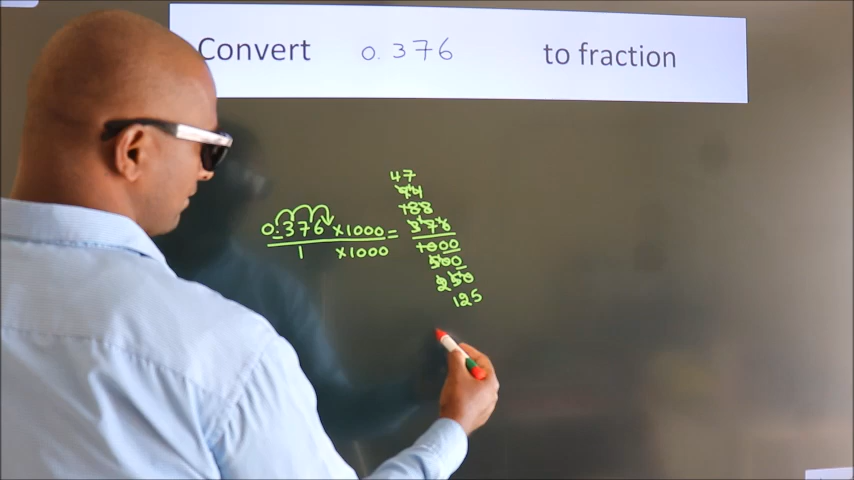 Convert 0.376 to fraction
47
94
188
0.376 ×1000 = 376
1 ×1000 1000
500
250
125